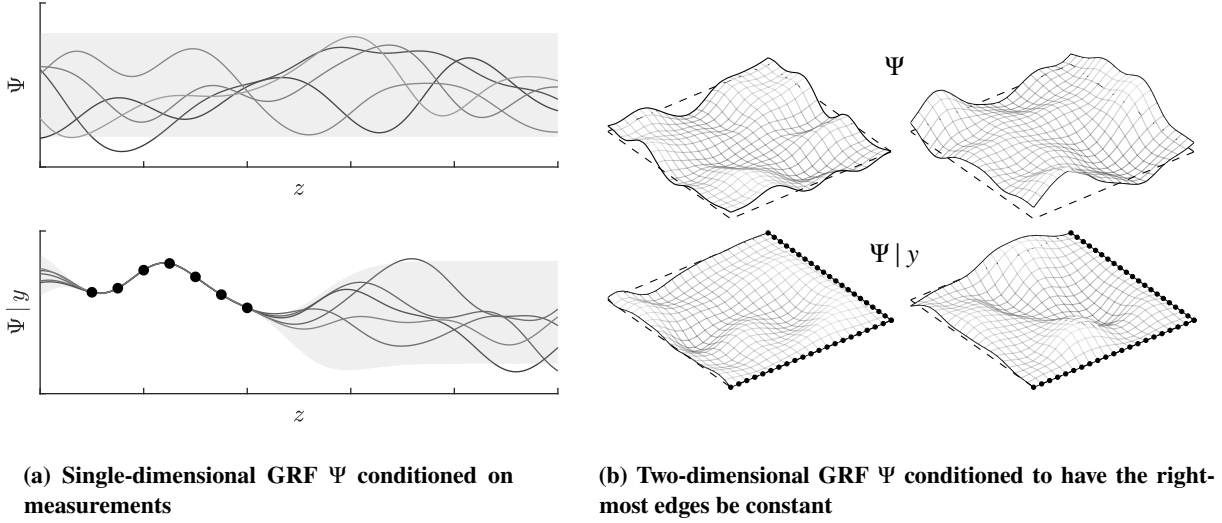 Ψ
z
Ψ | y
z
Ψ
Ψ | y
(a) Single-dimensional GRF Ψ conditioned on
measurements
(b) Two-dimensional GRF Ψ conditioned to have the right-
most edges be constant